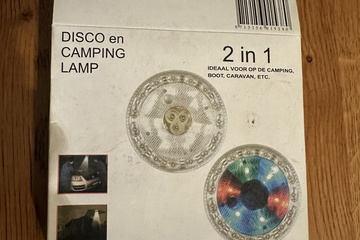 DISCO en
CAMPING
LAMP
2 in 1
IDEAAL VOOR OP DE CAMPING,
BOOT, CARAVAN, ETC.